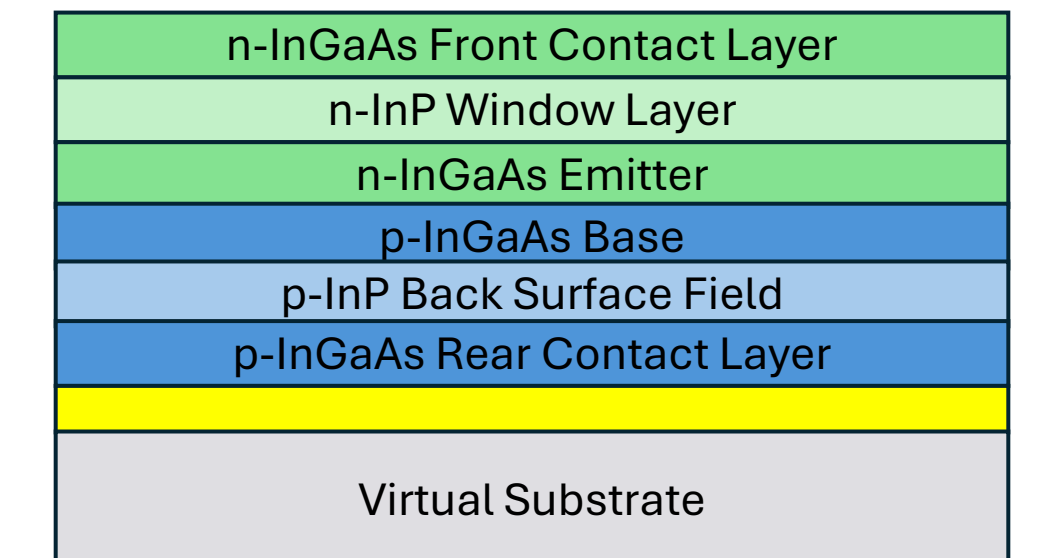 n-InGaAs Front Contact Layer
n-InP Window Layer
n-InGaAs Emitter
p-InGaAs Base
p-InP Back Surface Field
p-InGaAs Rear Contact Layer
Virtual Substrate